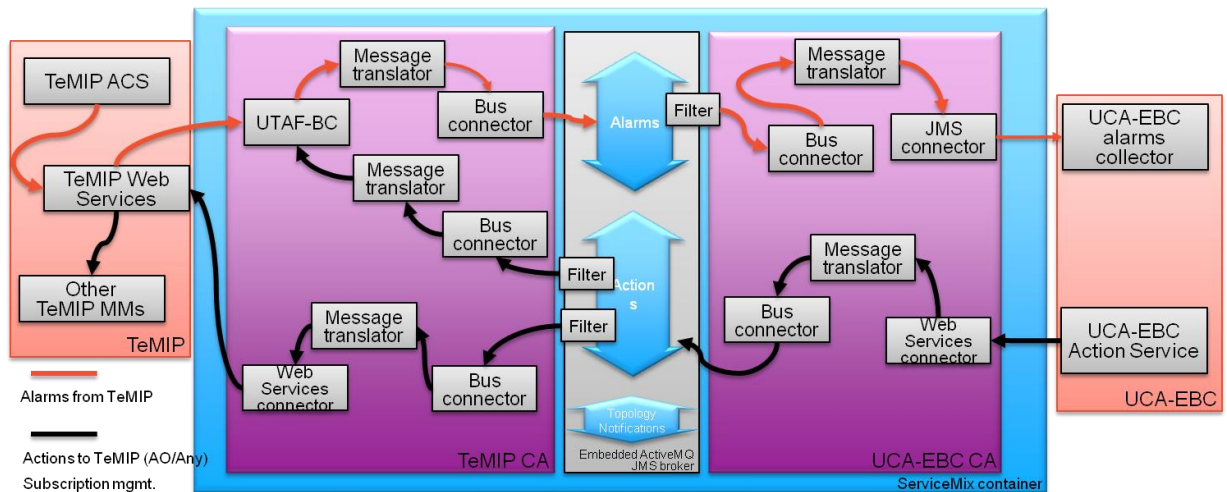 TeMIP ACS
TeMIP Web
Services
Other
TeMIP MMs
TeMIP
Alarms from TeMIP
Actions to TeMIP (AO/Any)
Subscription mgmt.
Message
translator
UTAF-BC
Bus
connector
Message
translator
Bus
connector
Message
translator
Web
Services
connector
Bus
connector
TeMIP CA
Alarms
Filter
Filter
Action
s
Filter
Topology
Notifications
Embedded ActiveMQ
JMS broker
Message
translator
Bus
connector
JMS
connector
Message
translator
Bus
connector
Web
Services
connector
UCA-EBC CA
ServiceMix container
UCA-EBC
alarms
collector
UCA-EBC
Action Service
UCA-EBC